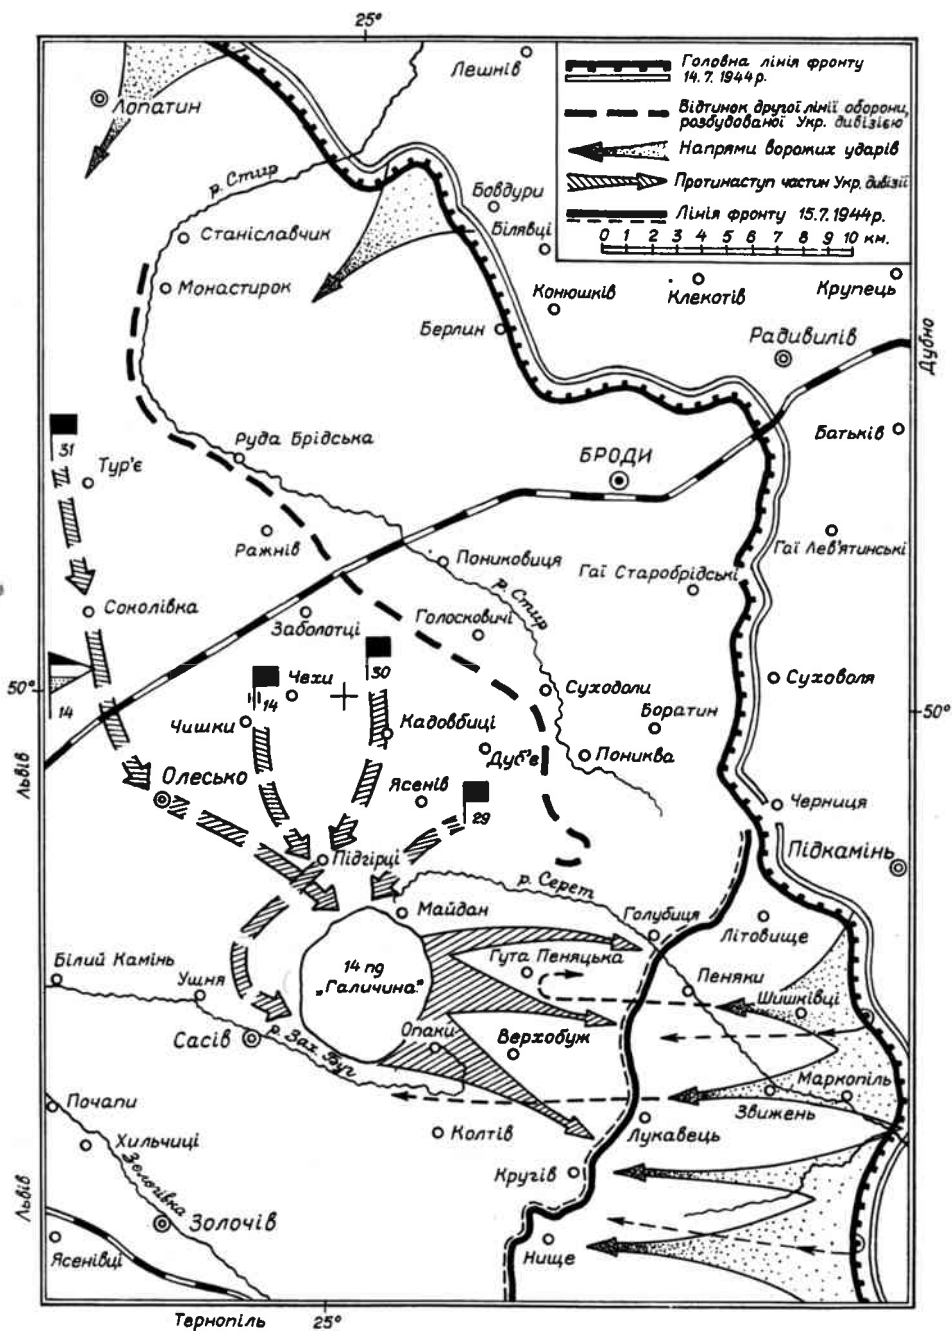 25°
Лешнів
Лопатин
Головна лінія фронту
14.7.1944р.
Відтинок другої лінії оборони,
розбудованої Укр. дивізією
Напрями ворожих ударів
Протинаступ частин Укр. дивізії
Лінія фронту 15.7.1944р.
0 1 2 3 4 5 6 7 8 9 10 км.
р. Стир
Бовдури
Білявці
Станіславчик
Монастирок
Конюшків
Клекотів
Крупець
Берлин
Радивилів
Дубно
31
Тур'є
Руда Брідська
БРОДИ
Батьків
Ражнів
Пониковиця
Гаї Лев'ятинські
Гаї Старобрідські
р. Стир
Соколівка
Заболотці
Голосковичі
50°
14
14
Чехи
30
Суходоли
Суховоля
50°
Чишки
Кадовбиці
Боратин
Дуб'є
Пониква
Львів
Олесько
Ясенів
29
Черниця
Підгірці
Підкамінь
р. Серет
Майдан
Голубиця
Літовище
Білий Камінь
Ушня
14 пд
„Галичина"
Гута Пеняцька
Пеняки
Шишківці
Сасів
р. Зах. Буг
Опаки
Верхобуж
Маркопіль
Звижень
Почапи
Хильчиці
Колтів
Лукавець
Золотівка
Кругів
Львів
Золочів
Ясенівці
Нище
Тернопіль
25°